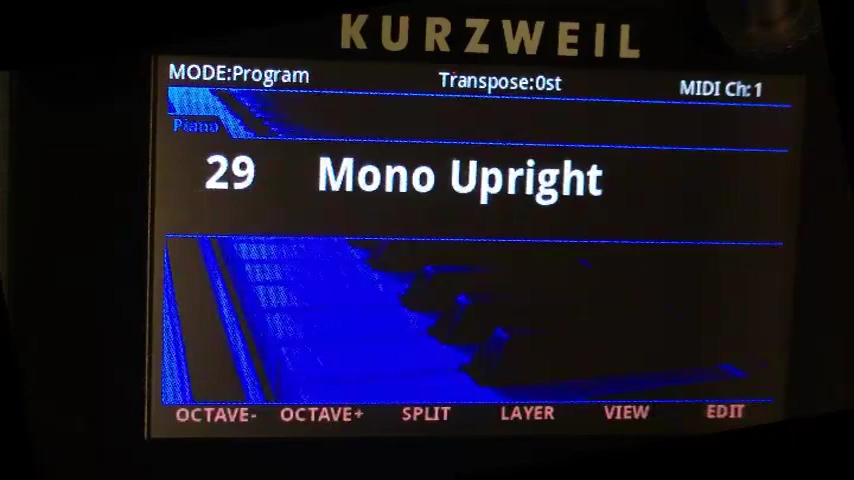 KURZWEIL
MODE:Program Transpose:0st MIDI Ch:1
Piano
29 Mono Upright
OCTAVE- OCTAVE+ SPLIT LAYER VIEW EDIT